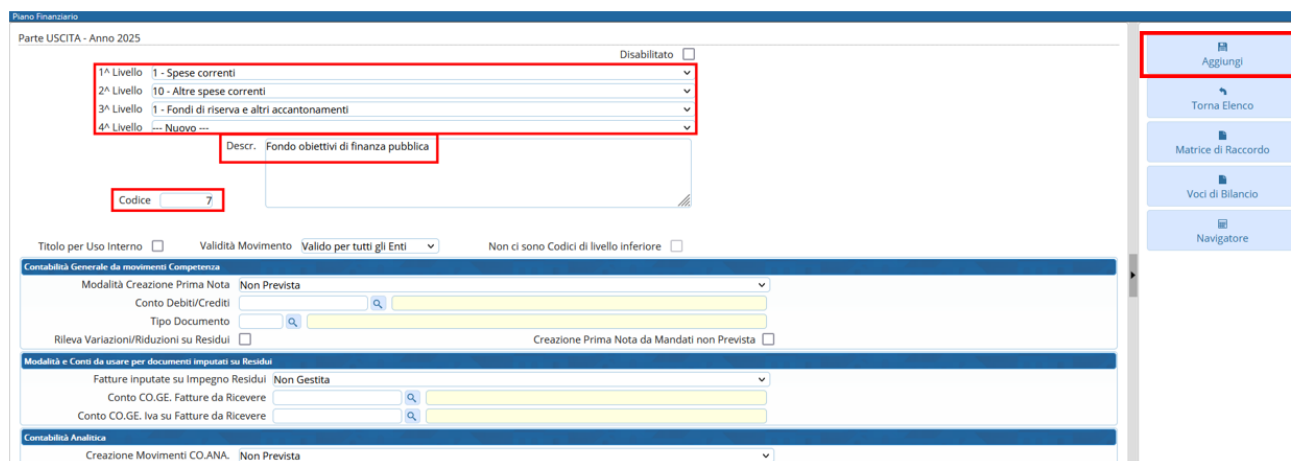 Piano Finanziario
Parte USCITA - Anno 2025
Disabilitato
1^ Livello 1 - Spese correnti
2^ Livello 10 - Altre spese correnti
3^ Livello 1 - Fondi di riserva e altri accantonamenti
4^ Livello --- Nuovo ---
Descr. Fondo obiettivi di finanza pubblica
Codice 7
Titolo per Uso Interno Validità Movimento Valido per tutti gli Enti Non ci sono Codici di livello inferiore
Contabilità Generale da movimenti Competenza
Modalità Creazione Prima Nota Non Prevista
Conto Debiti/Crediti
Tipo Documento
Rileva Variazioni/Riduzioni su Residui Creazione Prima Nota da Mandati non Prevista
Modalità e Conti da usare per documenti imputati su Residui
Fatture inputate su Impegno Residui Non Gestita
Conto CO.GE. Fatture da Ricevere
Conto CO.GE. Iva su Fatture da Ricevere
Contabilità Analitica
Creazione Movimenti CO.ANA. Non Prevista
Aggiungi
Torna Elenco
Matrice di Raccordo
Voci di Bilancio
Navigatore